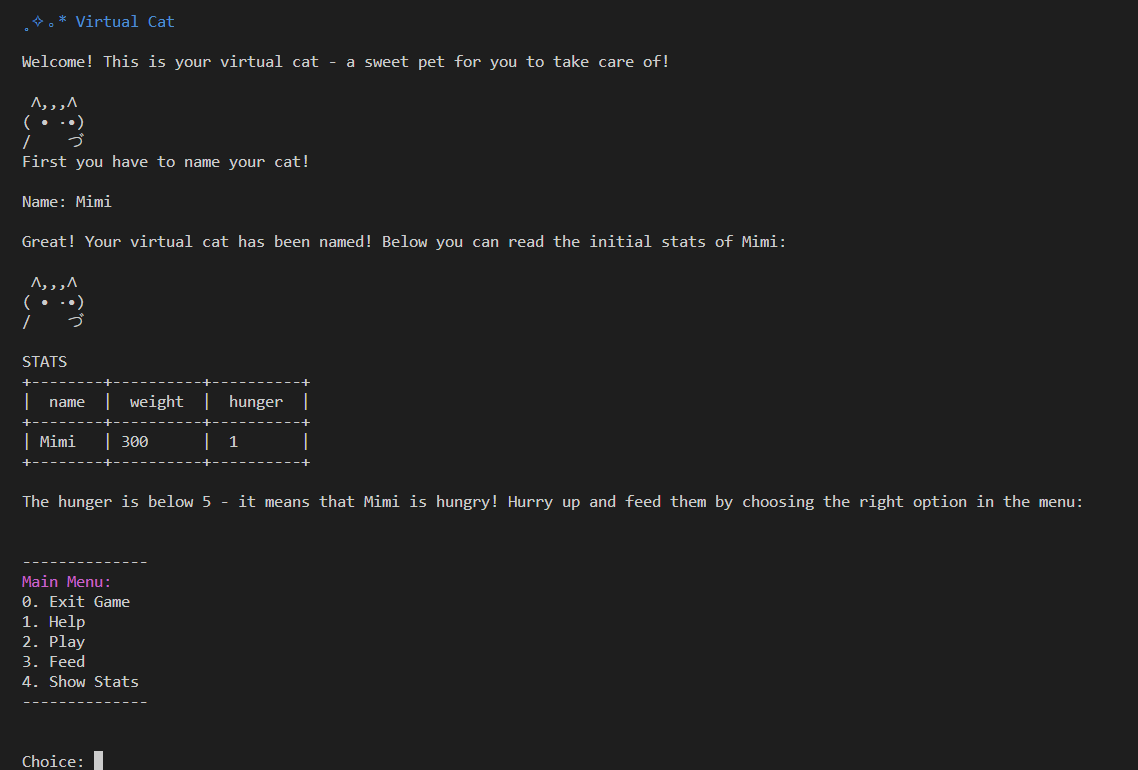 ˳✧｡* Virtual Cat
Welcome! This is your virtual cat - a sweet pet for you to take care of!
 Λ,,,Λ
( • ·•)
/    づ
First you have to name your cat!
Name: Mimi
Great! Your virtual cat has been named! Below you can read the initial stats of Mimi:
 Λ,,,Λ
( • ·•)
/    づ
STATS
+--------+----------+----------+
|  name  |  weight  |  hunger  |
+--------+----------+----------+
| Mimi   | 300      |  1       |
+--------+----------+----------+
The hunger is below 5 - it means that Mimi is hungry! Hurry up and feed them by choosing the right option in the menu:
--------------
Main Menu:
0. Exit Game
1. Help
2. Play
3. Feed
4. Show Stats
--------------
Choice: